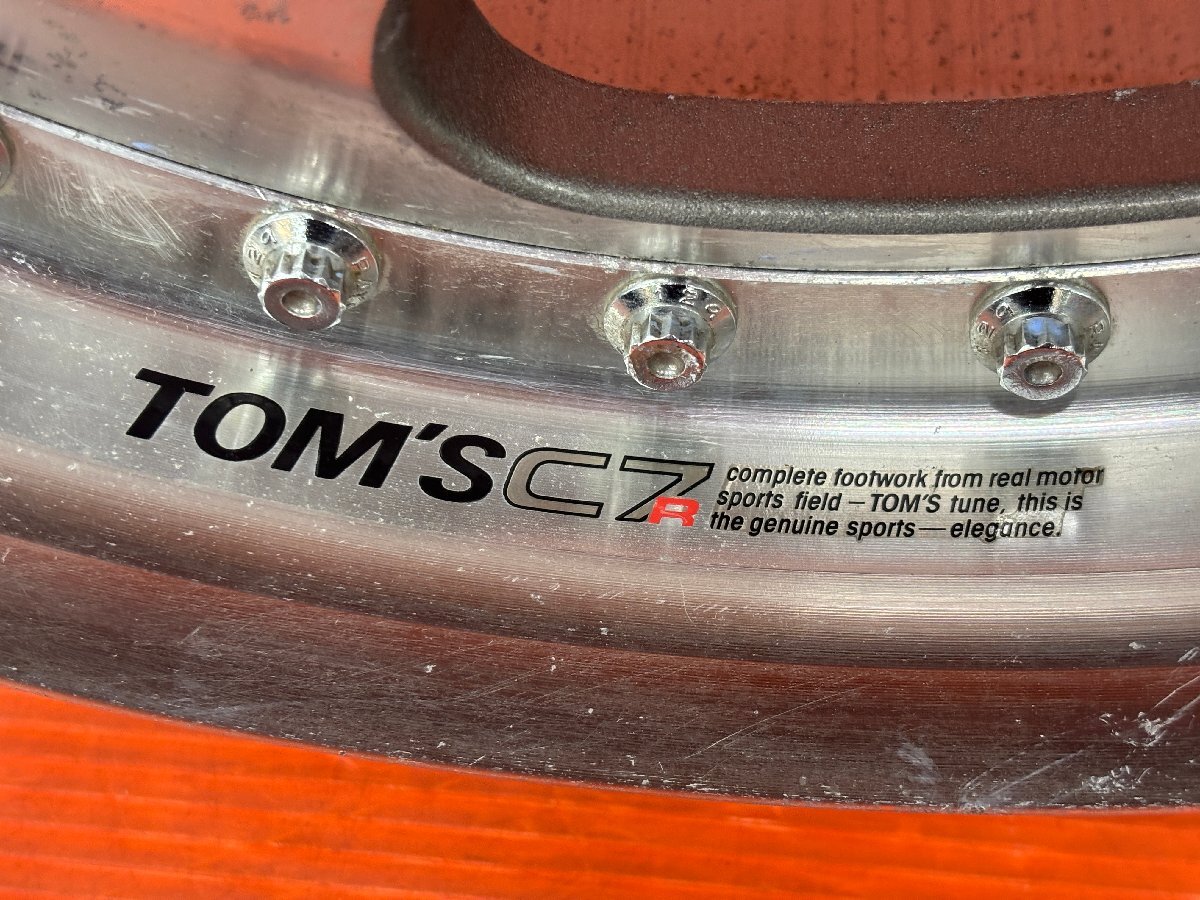 TOM'S C7R
complete footwork from real motor
sports field — TOM'S tune, this is
the genuine sports — elegance.